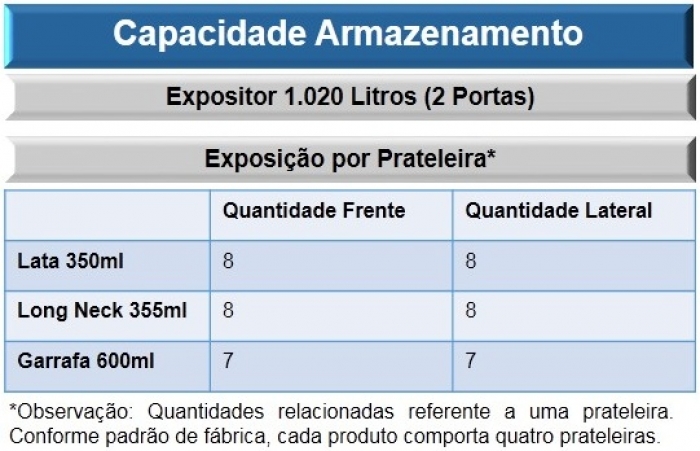 Capacidade Armazenamento
Expositor 1.020 Litros (2 Portas)
Exposição por Prateleira*
Quantidade Frente Quantidade Lateral
Lata 350ml 8 8
Long Neck 355ml 8 8
Garrafa 600ml 7 7
*Observação: Quantidades relacionadas referente a uma prateleira.
Conforme padrão de fábrica, cada produto comporta quatro prateleiras.